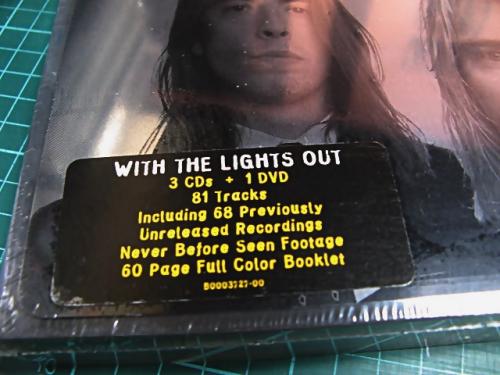 WITH THE LIGHTS OUT
3 CDs + 1 DVD
81 Tracks
Including 68 Previously
Unreleased Recordings
Never Before Seen Footage
60 Page Full Color Booklet
B0003727-00